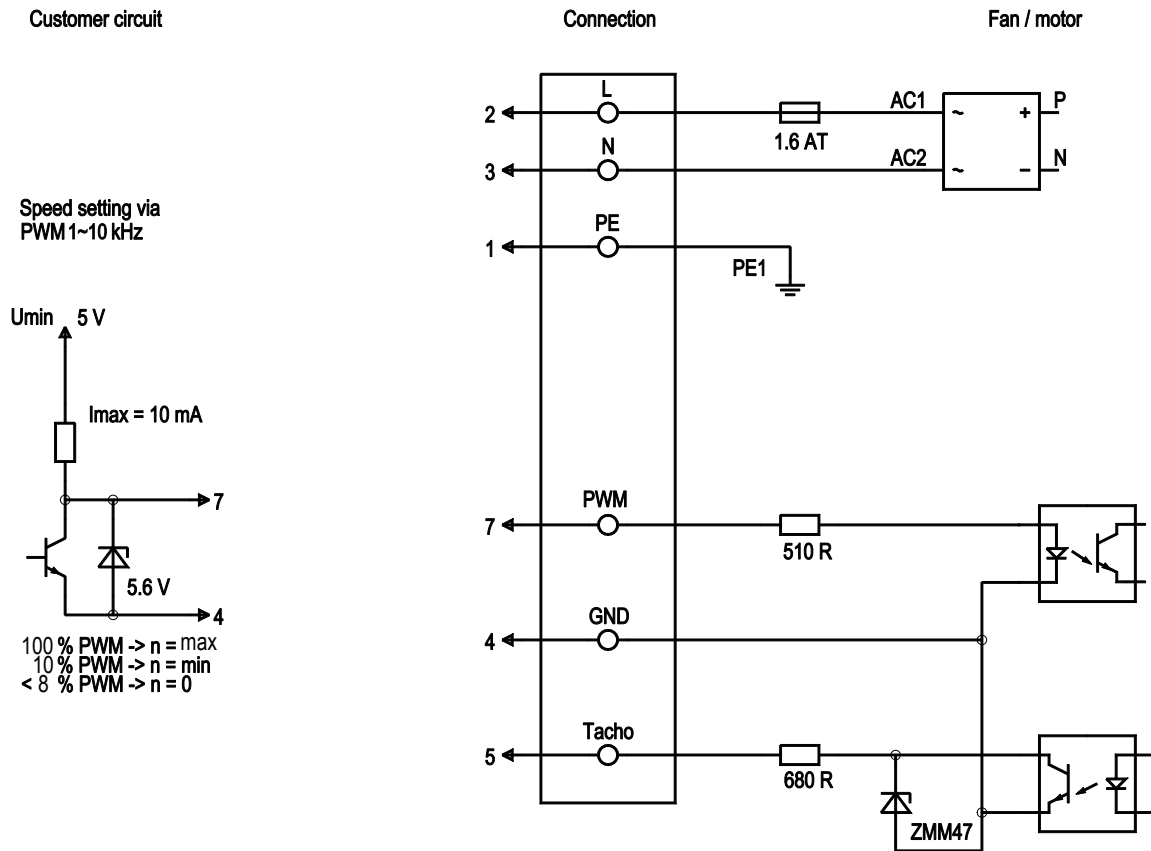 Customer circuit
Connection
Fan / motor
L
2
AC1
~
+
P
1.6 AT
N
3
AC2
~
–
N
Speed setting via
PWM 1~10 kHz
PE
1
PE1
Umin
5 V
Imax = 10 mA
7
PWM
7
510 R
5.6 V
4
GND
4
100 % PWM -> n = max
10 % PWM -> n = min
< 8 % PWM -> n = 0
Tacho
5
680 R
ZMM47